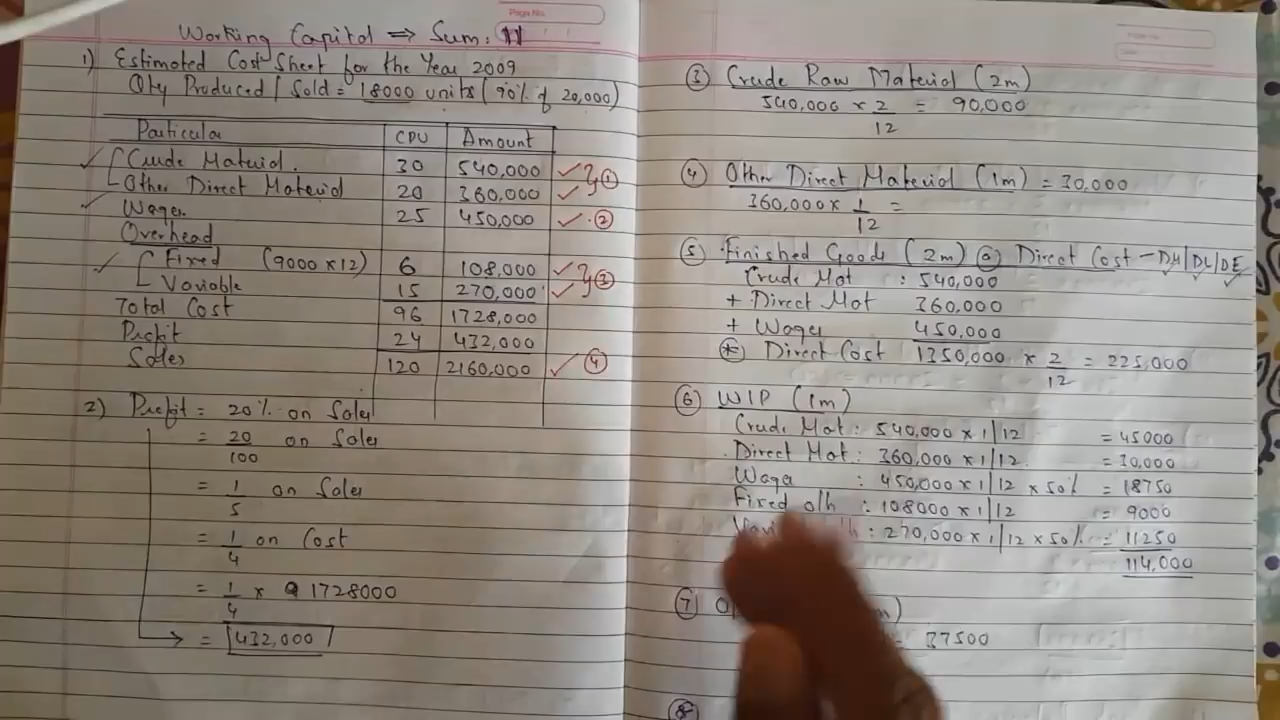 Page No.
Working Capital ⇒ Sum: 11
1) Estimated Cost Sheet for the Year 2009
Qty Produced / Sold = 18000 units (90% of 20,000)
Particular CPU Amount
Crude Material. 30 540,000
Other Direct Material 20 360,000 ①
Wages 25 450,000 ②
Overhead
Fixed (9000 x 12) 6 108,000
Variable 15 270,000 ③
Total Cost 96 1728,000
Profit 24 432,000
Sales 120 2160,000 ④
2) Profit = 20% on Sales
= 20/100 on Sales
= 1/5 on Sales
= 1/4 on Cost
= 1/4 x 1728000
= 432,000
③ Crude Raw Material (2m)
540,000 x 2/12 = 90,000
④ Other Direct Material (1m) = 30,000
360,000 x 1/12 =
⑤ Finished Goods (2m) @ Direct Cost - DM/DL/DE
Crude Mat : 540,000
+ Direct Mat 360,000
+ Wages 450,000
* Direct Cost 1350,000 x 2/12 = 225,000
⑥ WIP (1m)
Crude Mat : 540,000 x 1/12 = 45000
Direct Mat : 360,000 x 1/12 = 30,000
Wages : 450,000 x 1/12 x 50% = 18750
Fixed o/h : 108000 x 1/12 = 9000
: 270,000 x 1/12 x 50% = 11250
114,000
⑦
= 37500
⑧